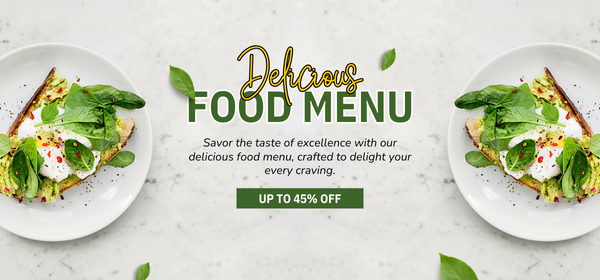 Delicious
FOOD MENU
Savor the taste of excellence with our
delicious food menu, crafted to delight your
every craving.
UP TO 45% OFF